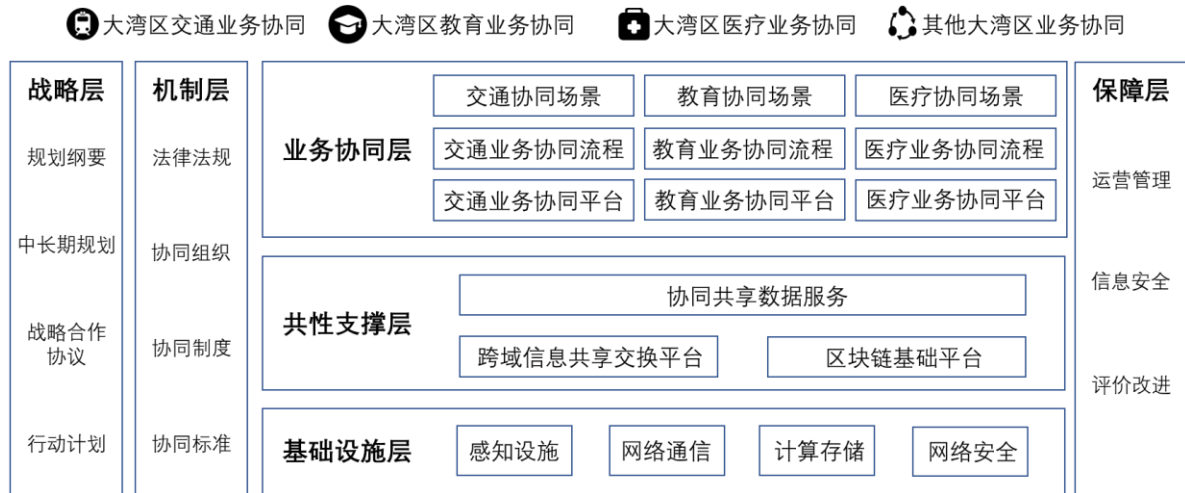 大湾区交通业务协同 大湾区教育业务协同 大湾区医疗业务协同 其他大湾区业务协同
战略层
规划纲要
中长期规划
战略合作
协议
行动计划
机制层
法律法规
协同组织
协同制度
协同标准
业务协同层
交通协同场景 教育协同场景 医疗协同场景
交通业务协同流程 教育业务协同流程 医疗业务协同流程
交通业务协同平台 教育业务协同平台 医疗业务协同平台
共性支撑层
协同共享数据服务
跨域信息共享交换平台 区块链基础平台
基础设施层
感知设施 网络通信 计算存储 网络安全
保障层
运营管理
信息安全
评价改进